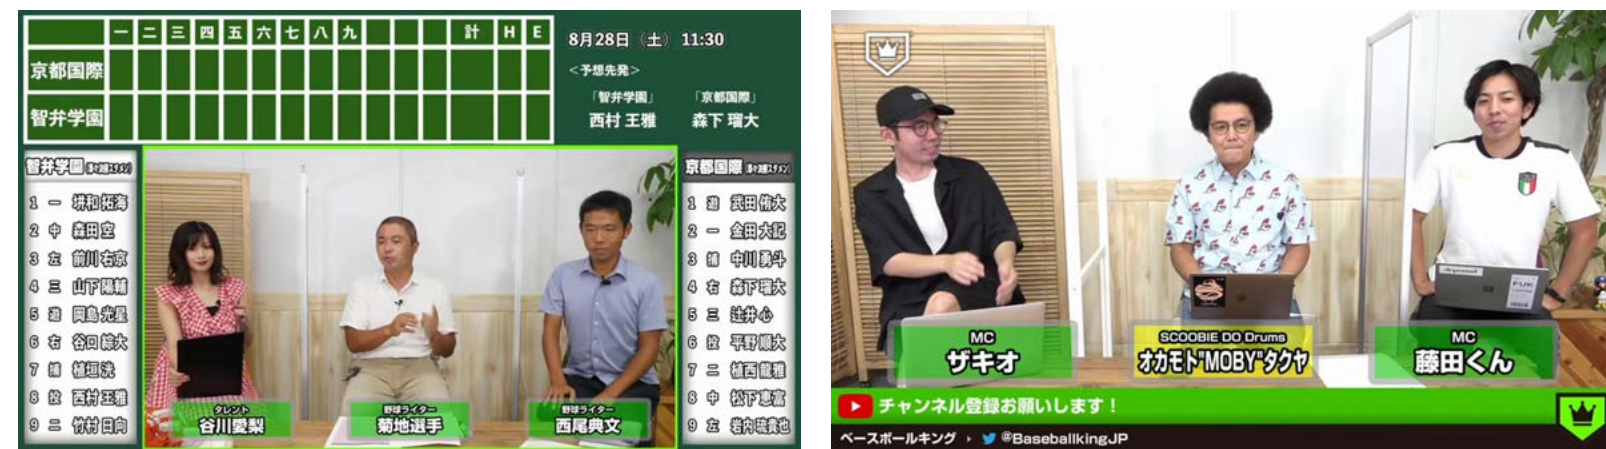 一 二 三 四 五 六 七 八 九 計 H E
京都国際
智弁学園
8月28日（土） 11:30
＜予想先発＞
「智弁学園」 「京都国際」
西村 王雅 森下 瑠大
智弁学園
1 一 垪和拓海
2 中 森田空
3 左 前川右京
4 三 山下陽輔
5 遊 岡島光星
6 右 谷口綜大
7 捕 植垣洸
8 投 西村王雅
9 二 竹村日向
タレント
谷川愛梨
野球ライター
菊地選手
野球ライター
西尾典文
京都国際
1 遊 武田侑大
2 一 金田大記
3 捕 中川勇斗
4 右 森下瑠大
5 三 辻井心
6 投 平野順大
7 二 植西龍雅
8 中 松下恵富
9 左 岩内琉貴也
MC
ザキオ
SCOOBIE DO Drums
オカモト"MOBY"タクヤ
MC
藤田くん
FUK
チャンネル登録お願いします！
ベースボールキング @BaseballkingJP